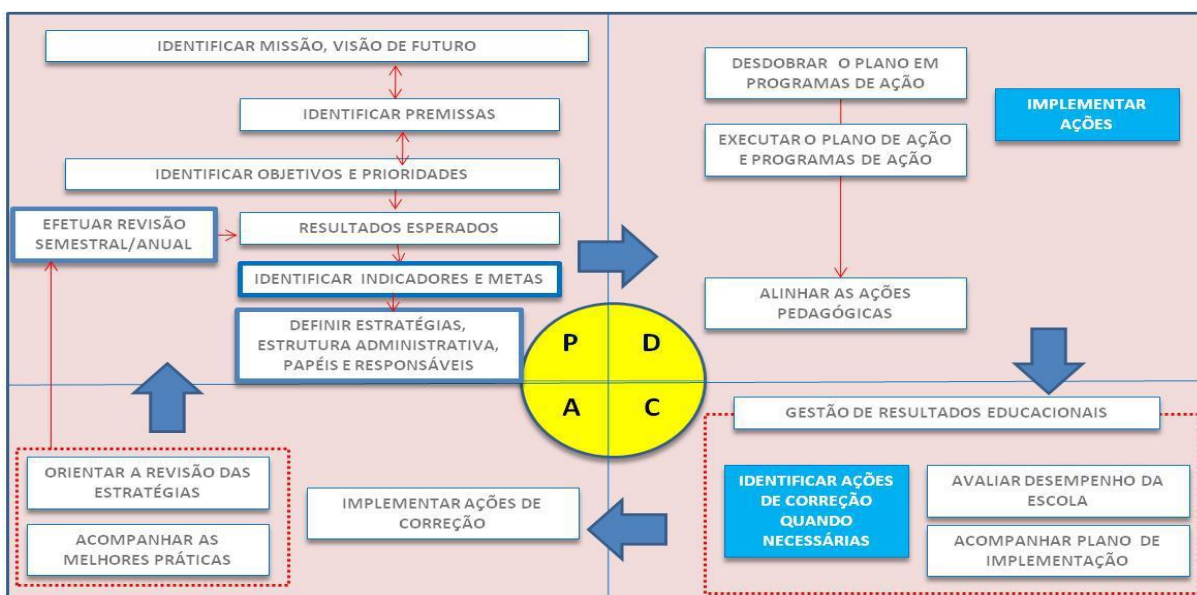 IDENTIFICAR MISSÃO, VISÃO DE FUTURO
IDENTIFICAR PREMISSAS
IDENTIFICAR OBJETIVOS E PRIORIDADES
EFETUAR REVISÃO
SEMESTRAL/ANUAL
RESULTADOS ESPERADOS
IDENTIFICAR INDICADORES E METAS
DEFINIR ESTRATÉGIAS,
ESTRUTURA ADMINISTRATIVA,
PAPÉIS E RESPONSÁVEIS
DESDOBRAR O PLANO EM
PROGRAMAS DE AÇÃO
IMPLEMENTAR
AÇÕES
EXECUTAR O PLANO DE AÇÃO
E PROGRAMAS DE AÇÃO
ALINHAR AS AÇÕES
PEDAGÓGICAS
P D
A C
GESTÃO DE RESULTADOS EDUCACIONAIS
IDENTIFICAR AÇÕES
DE CORREÇÃO
QUANDO
NECESSÁRIAS
AVALIAR DESEMPENHO DA
ESCOLA
ACOMPANHAR PLANO DE
IMPLEMENTAÇÃO
IMPLEMENTAR AÇÕES DE
CORREÇÃO
ORIENTAR A REVISÃO DAS
ESTRATÉGIAS
ACOMPANHAR AS
MELHORES PRÁTICAS